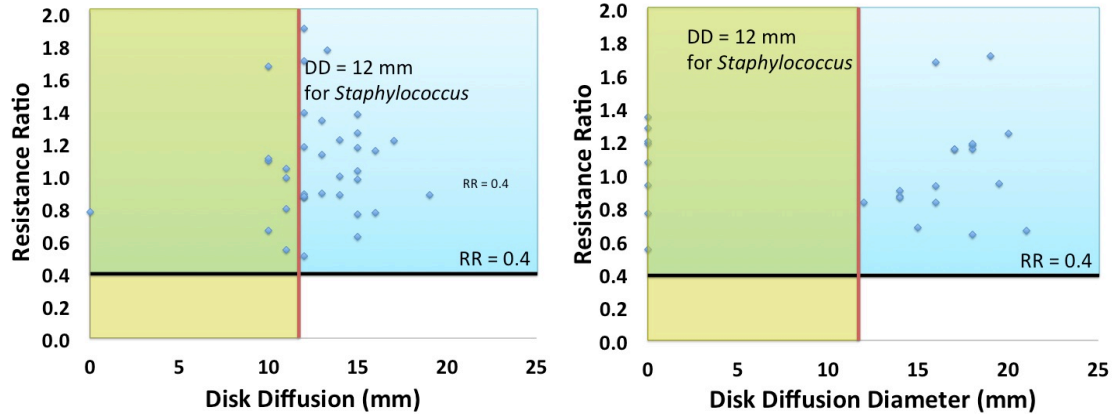 2.0
1.8
1.6
1.4
1.2
1.0
0.8
0.6
0.4
0.2
0.0
Resistance Ratio
DD = 12 mm
for Staphylococcus
RR = 0.4
RR = 0.4
0 10 15 20 25
Disk Diffusion (mm)
2.0
1.8
1.6
1.4
1.2
1.0
0.8
0.6
0.4
0.2
0.0
Resistance Ratio
DD = 12 mm
for Staphylococcus
RR = 0.4
0 10 15 20 25
Disk Diffusion Diameter (mm)